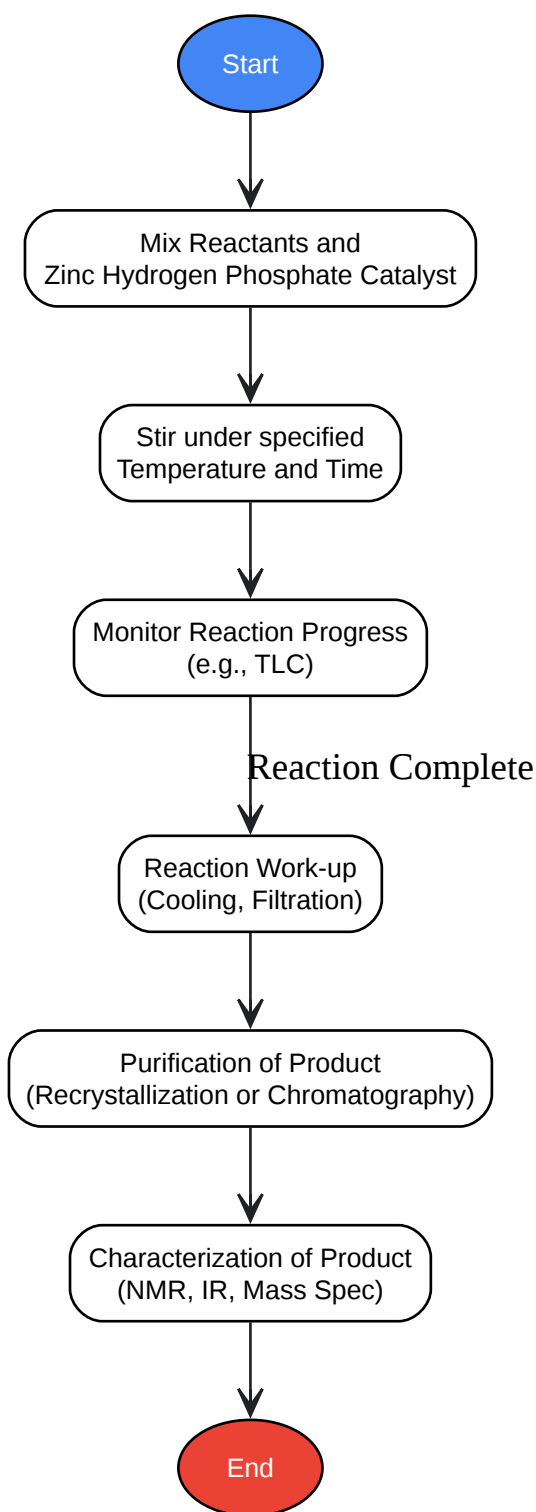 Start
Mix Reactants and
Zinc Hydrogen Phosphate Catalyst
Stir under specified
Temperature and Time
Monitor Reaction Progress
(e.g., TLC)
Reaction Complete
Reaction Work-up
(Cooling, Filtration)
Purification of Product
(Recrystallization or Chromatography)
Characterization of Product
(NMR, IR, Mass Spec)
End